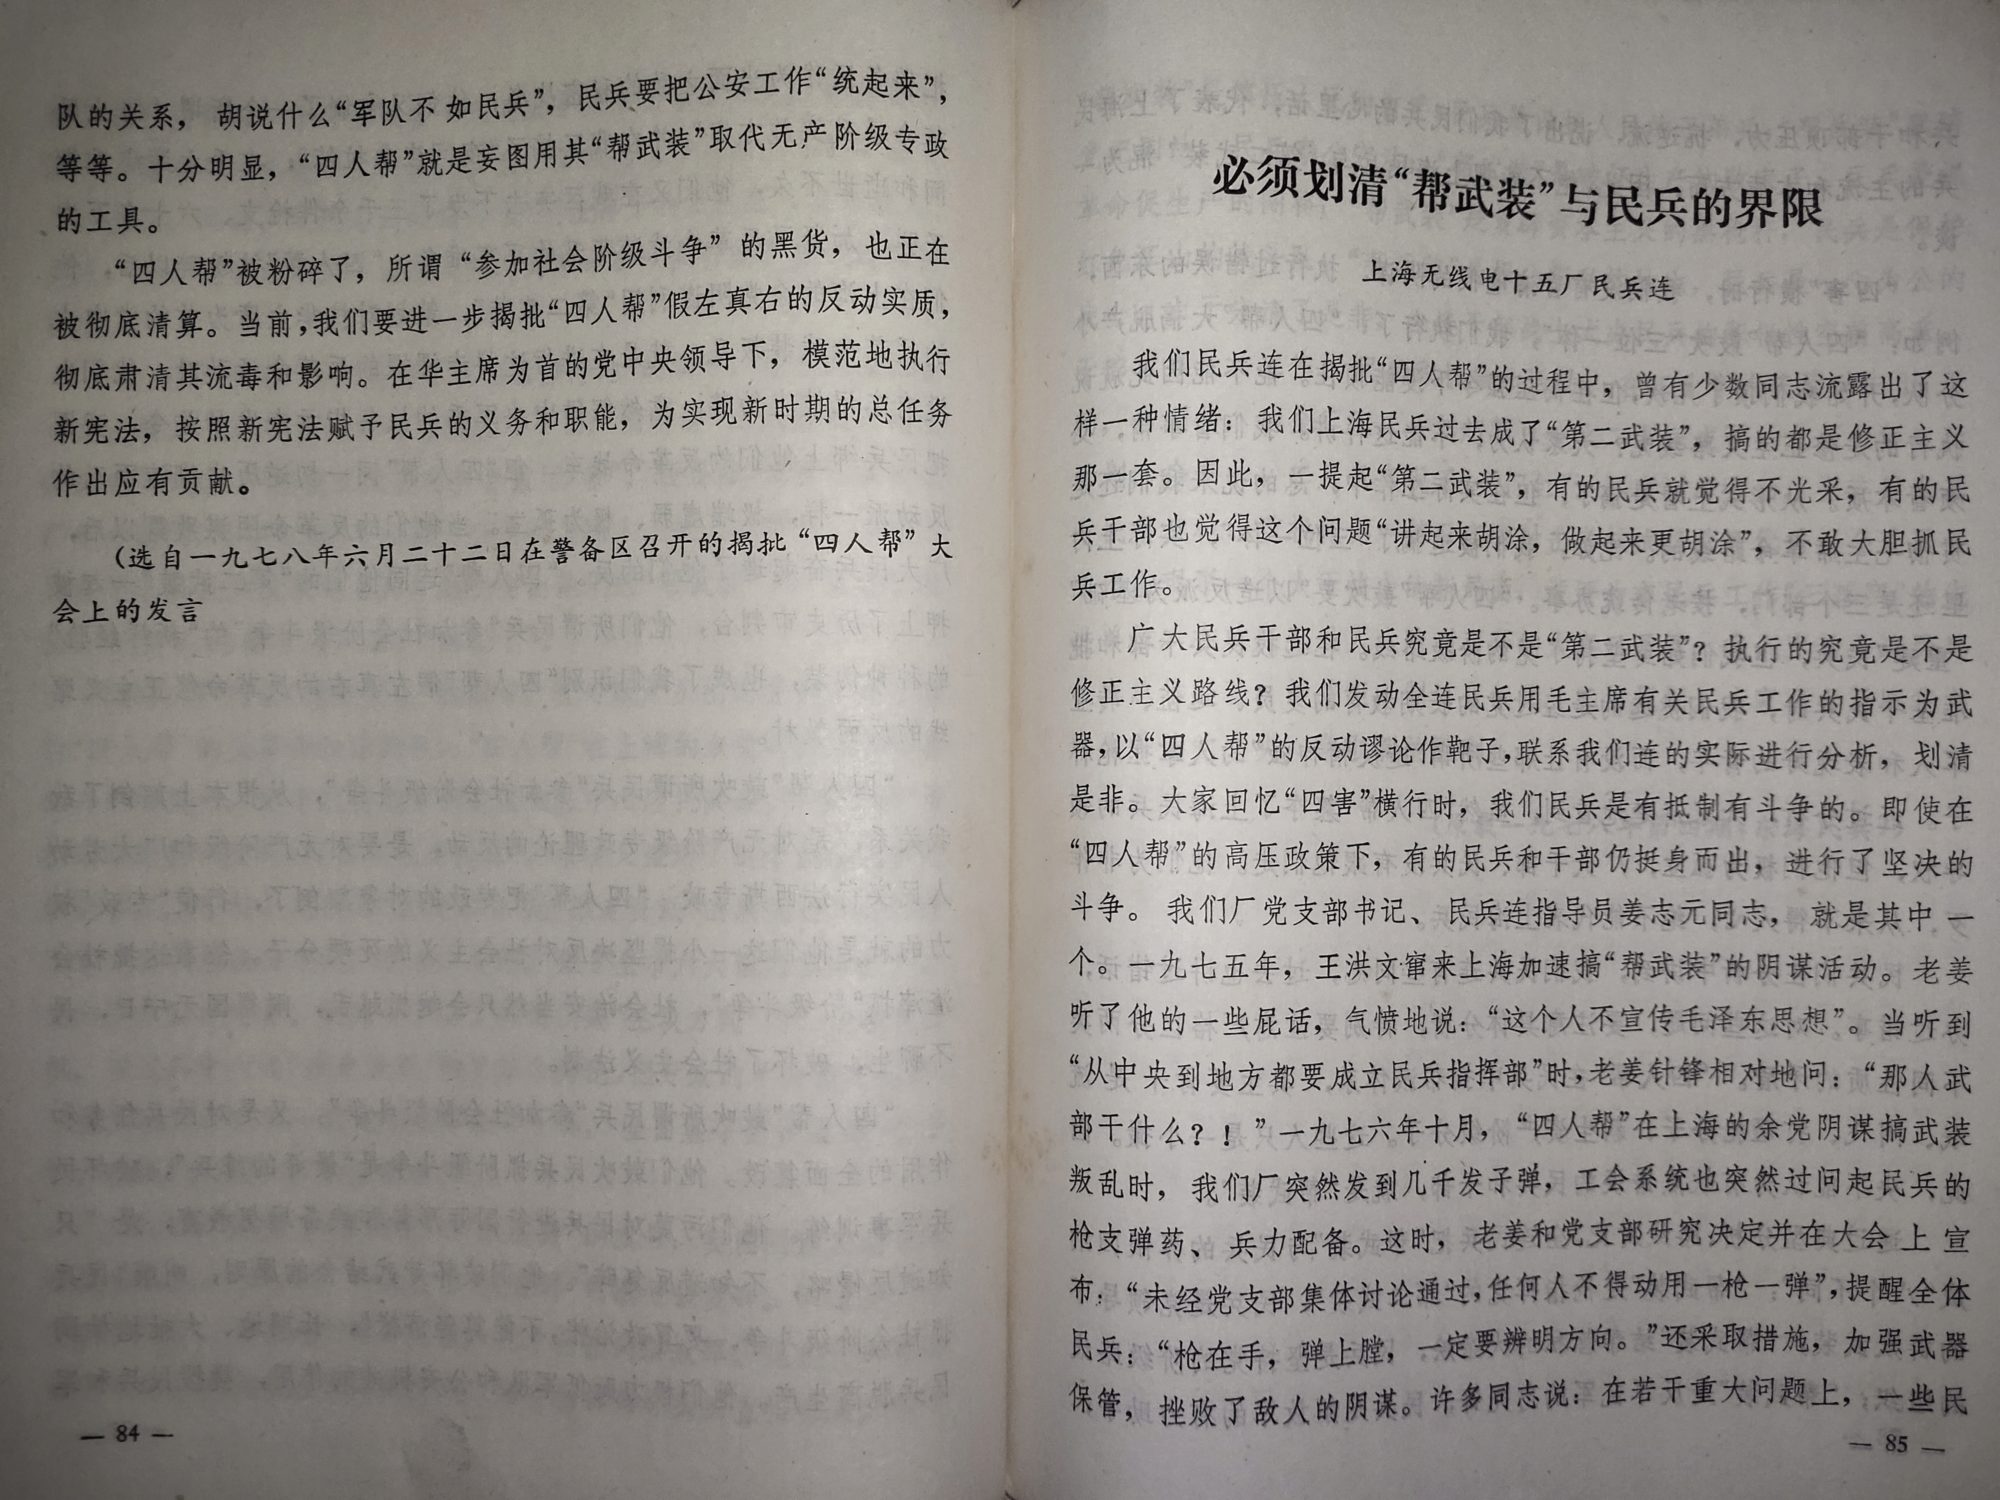 队的关系，胡说什么“军队不如民兵”，民兵要把公安工作“统起来”，
等等。十分明显，“四人帮”就是妄图用其“帮武装”取代无产阶级专政
的工具。
“四人帮”被粉碎了，所谓“参加社会阶级斗争”的黑货，也正在
被彻底清算。当前，我们要进一步揭批“四人帮”假左真右的反动实质，
彻底肃清其流毒和影响。在华主席为首的党中央领导下，模范地执行
新宪法，按照新宪法赋予民兵的义务和职能，为实现新时期的总任务
作出应有贡献。
(选自一九七八年六月二十二日在警备区召开的揭批“四人帮”大
会上的发言
— 84 —
必须划清“帮武装”与民兵的界限
上海无线电十五厂民兵连
我们民兵连在揭批“四人帮”的过程中，曾有少数同志流露出了这
样一种情绪：我们上海民兵过去成了“第二武装”，搞的都是修正主义
那一套。因此，一提起“第二武装”，有的民兵就觉得不光采，有的民
兵干部也觉得这个问题“讲起来胡涂，做起来更胡涂”，不敢大胆抓民
兵工作。
广大民兵干部和民兵究竟是不是“第二武装”？执行的究竟是不是
修正主义路线？我们发动全连民兵用毛主席有关民兵工作的指示为武
器，以“四人帮”的反动谬论作靶子，联系我们连的实际进行分析，划清
是非。大家回忆“四害”横行时，我们民兵是有抵制有斗争的。即使在
“四人帮”的高压政策下，有的民兵和干部仍挺身而出，进行了坚决的
斗争。我们厂党支部书记、民兵连指导员姜志元同志，就是其中一
个。一九七五年，王洪文窜来上海加速搞“帮武装”的阴谋活动。老姜
听了他的一些屁话，气愤地说：“这个人不宣传毛泽东思想”。当听到
“从中央到地方都要成立民兵指挥部”时，老姜针锋相对地问：“那人武
部干什么？！”一九七六年十月，“四人帮”在上海的余党阴谋搞武装
叛乱时，我们厂突然发到几千发子弹，工会系统也突然过问起民兵的
枪支弹药、兵力配备。这时，老姜和党支部研究决定并在大会上宣
布：“未经党支部集体讨论通过，任何人不得动用一枪一弹”，提醒全体
民兵：“枪在手，弹上膛，一定要辨明方向。”还采取措施，加强武器
保管，挫败了敌人的阴谋。许多同志说：在若干重大问题上，一些民
— 85 —